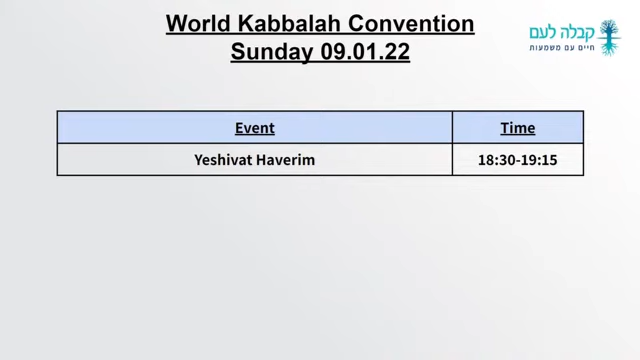 World Kabbalah Convention
Sunday 09.01.22
קבלה לעם
חיים עם משמעות
Event Time
Yeshivat Haverim 18:30-19:15